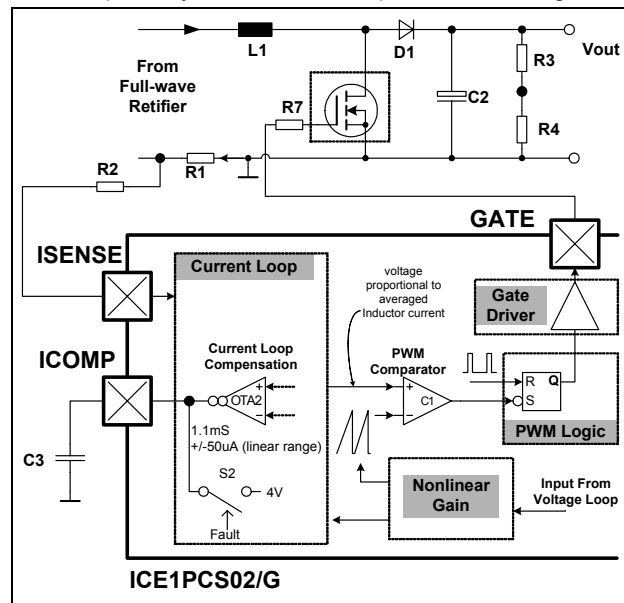 L1
D1
R3
Vout
From
Full-wave
Retifier
R7
C2
R4
R2
R1
GATE
ISENSE
Current Loop
voltage
proportional to
averaged
Inductor current
Gate
Driver
ICOMP
Current Loop
Compensation
PWM
Comparator
+
OTA2
−
+
C1
−
R Q
S
1.1mS
+/-50uA (linear range)
PWM Logic
C3
S2
4V
Nonlinear
Gain
Input From
Voltage Loop
Fault
ICE1PCS02/G